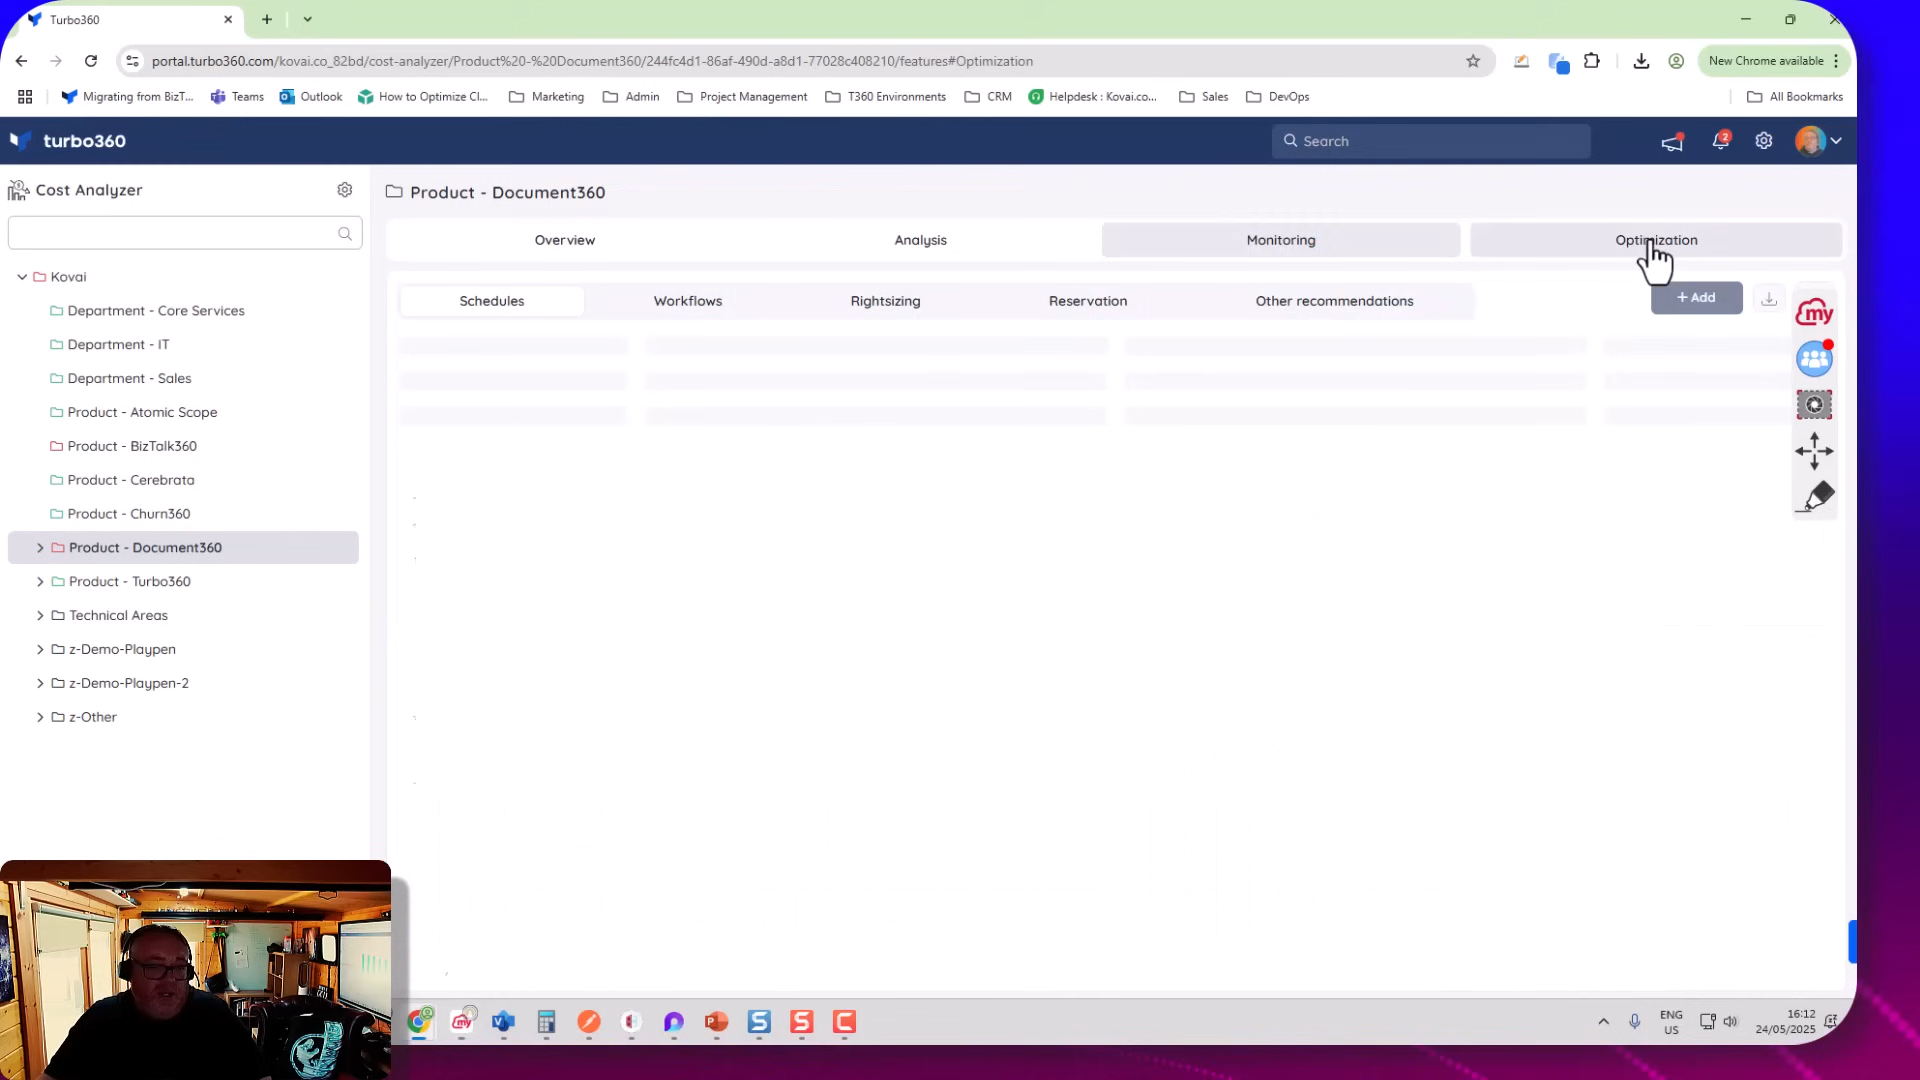 Turbo360
portal.turbo360.com/kovai.co_82bd/cost-analyzer/Product%20-%20Document360/244fc4d1-86af-490d-a8d1-77028c408210/features#Optimization
New Chrome available
Migrating from BizT...
Teams
Outlook
How to Optimize Cl...
Marketing
Admin
Project Management
T360 Environments
CRM
Helpdesk : Kovai.co...
Sales
DevOps
All Bookmarks
turbo360
Search
2
Cost Analyzer
Product - Document360
Overview
Analysis
Monitoring
Optimization
Schedules
Workflows
Rightsizing
Reservation
Other recommendations
+ Add
my
Kovai
Department - Core Services
Department - IT
Department - Sales
Product - Atomic Scope
Product - BizTalk360
Product - Cerebrata
Product - Churn360
Product - Document360
Product - Turbo360
Technical Areas
z-Demo-Playpen
z-Demo-Playpen-2
z-Other
my
ENG
US
16:12
24/05/2025